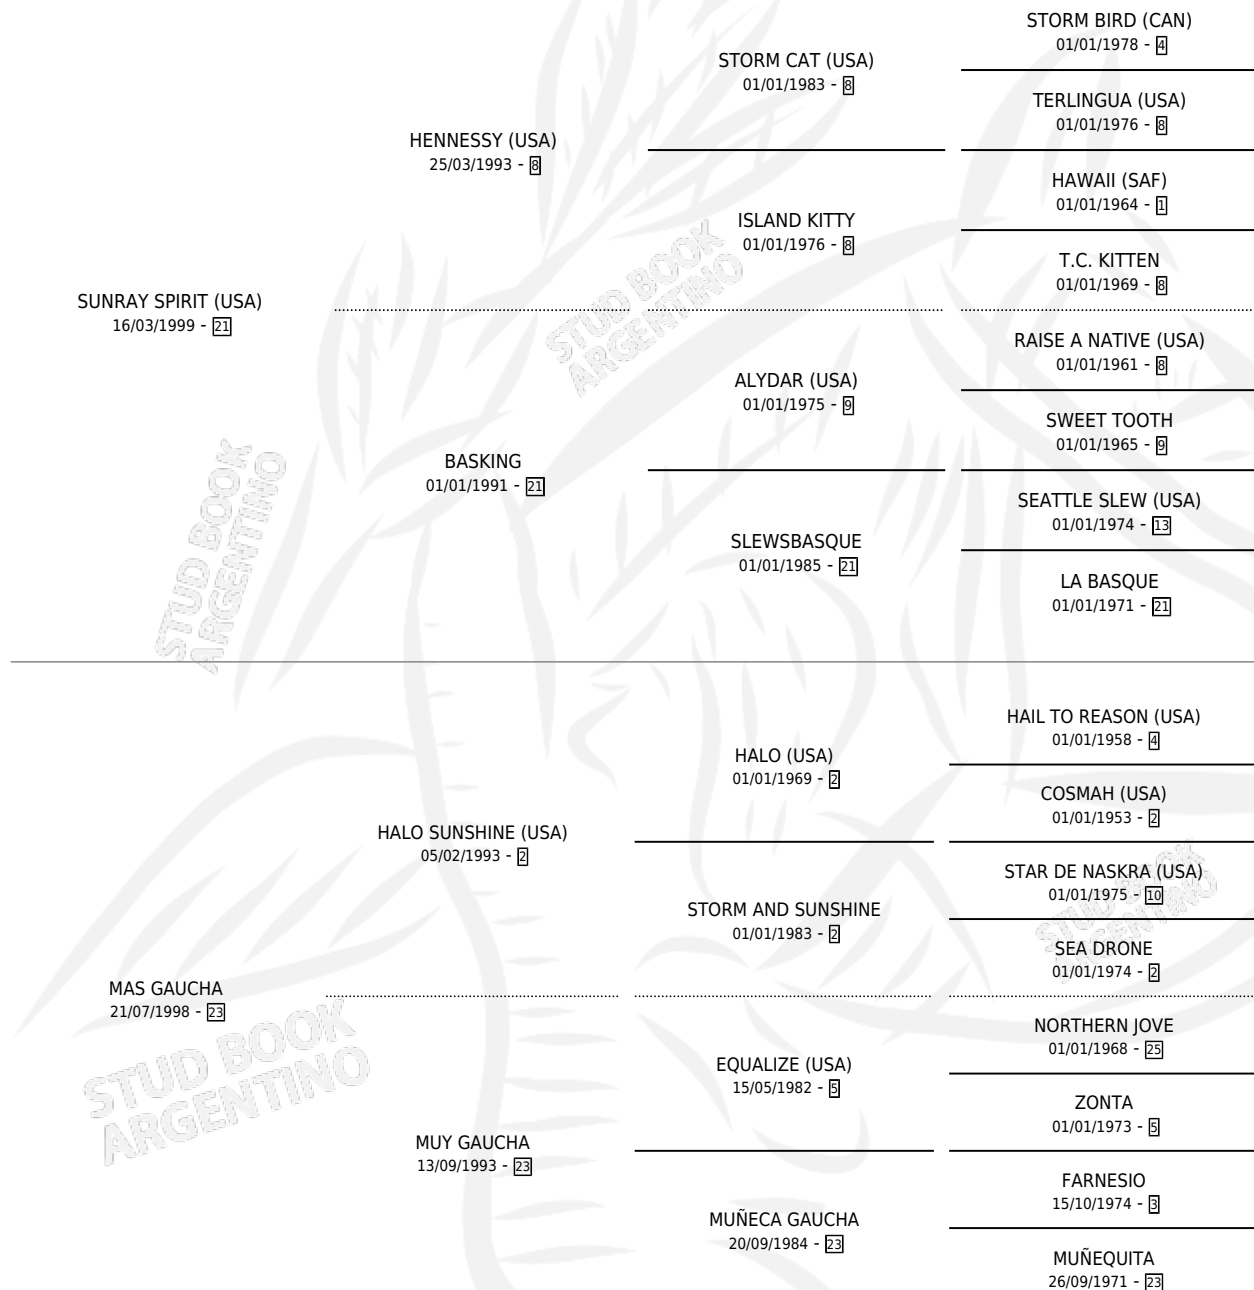 STORM BIRD (CAN)
01/01/1978 - 4
STORM CAT (USA)
01/01/1983 - 8
TERLINGUA (USA)
01/01/1976 - 8
HENNESSY (USA)
25/03/1993 - 8
HAWAII (SAF)
01/01/1964 - 1
ISLAND KITTY
01/01/1976 - 8
T.C. KITTEN
01/01/1969 - 8
SUNRAY SPIRIT (USA)
16/03/1999 - 21
RAISE A NATIVE (USA)
01/01/1961 - 8
ALYDAR (USA)
01/01/1975 - 9
SWEET TOOTH
01/01/1965 - 9
BASKING
01/01/1991 - 21
SEATTLE SLEW (USA)
01/01/1974 - 13
SLEWSBASQUE
01/01/1985 - 21
LA BASQUE
01/01/1971 - 21
STUD BOOK
ARGENTINO
STUD BOOK
ARGENTINO
HAIL TO REASON (USA)
01/01/1958 - 4
HALO (USA)
01/01/1969 - 2
COSMAH (USA)
01/01/1953 - 2
HALO SUNSHINE (USA)
05/02/1993 - 2
STAR DE NASKRA (USA)
01/01/1975 - 10
STORM AND SUNSHINE
01/01/1983 - 2
SEA DRONE
01/01/1974 - 2
MAS GAUCHA
21/07/1998 - 23
NORTHERN JOVE
01/01/1968 - 25
EQUALIZE (USA)
15/05/1982 - 5
ZONTA
01/01/1973 - 5
MUY GAUCHA
13/09/1993 - 23
FARNESIO
15/10/1974 - 3
MUÑECA GAUCHA
20/09/1984 - 23
MUÑEQUITA
26/09/1971 - 23
STUD BOOK
ARGENTINO
STUD BOOK
ARGENTINO